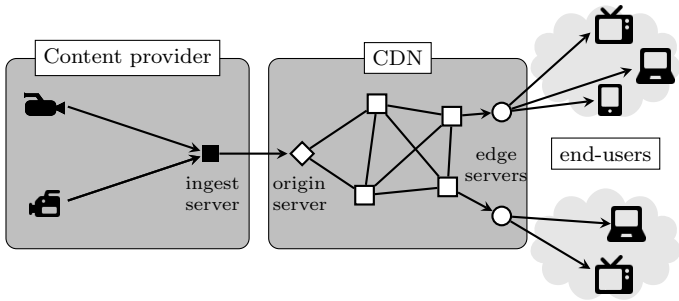 Content provider
CDN
ingest
server
origin
server
edge
servers
end-users